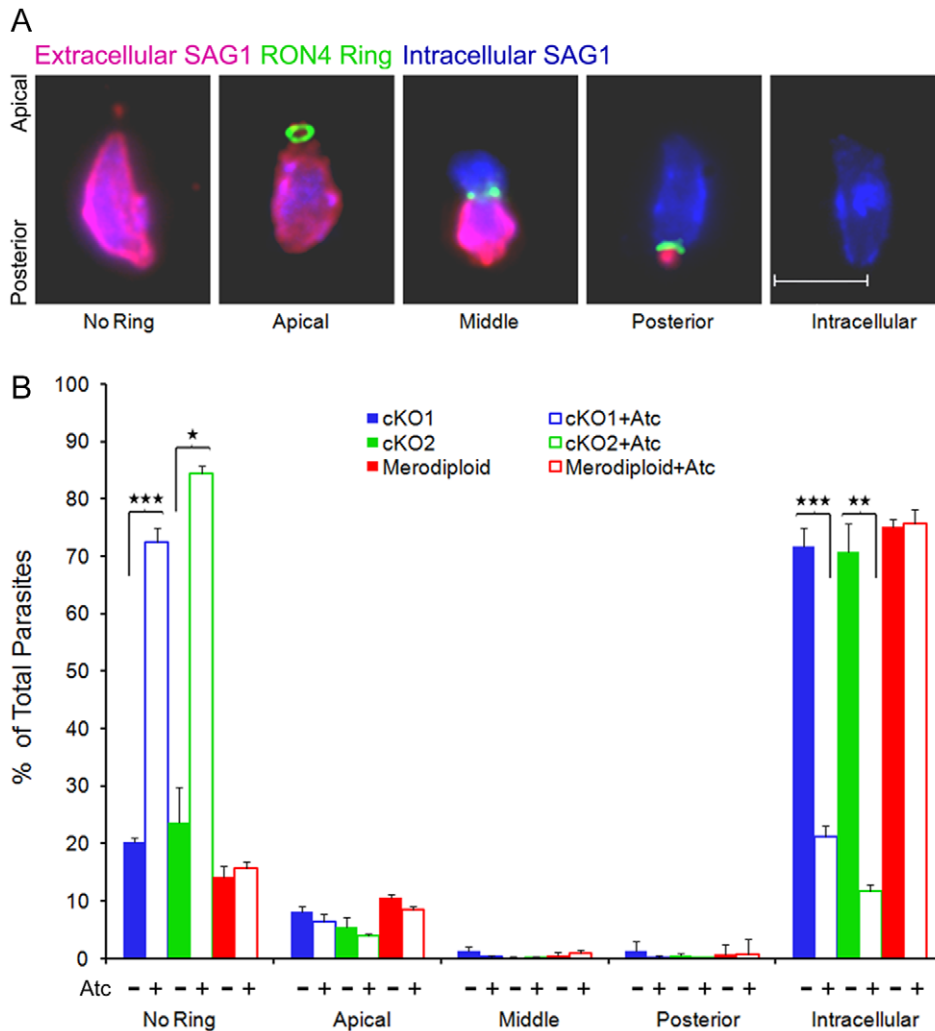 A
Extracellular SAG1 RON4 Ring Intracellular SAG1
Apical
Posterior
No Ring Apical Middle Posterior Intracellular
B
% of Total Parasites
100
90
80
70
60
50
40
30
20
10
0
cKO1 cKO1+Atc
cKO2 cKO2+Atc
Merodiploid Merodiploid+Atc
★★★ ★ ★★★ ★★
Atc - + - + - + - + - + - + - + - + - + - + - + - + - + - + - +
No Ring Apical Middle Posterior Intracellular